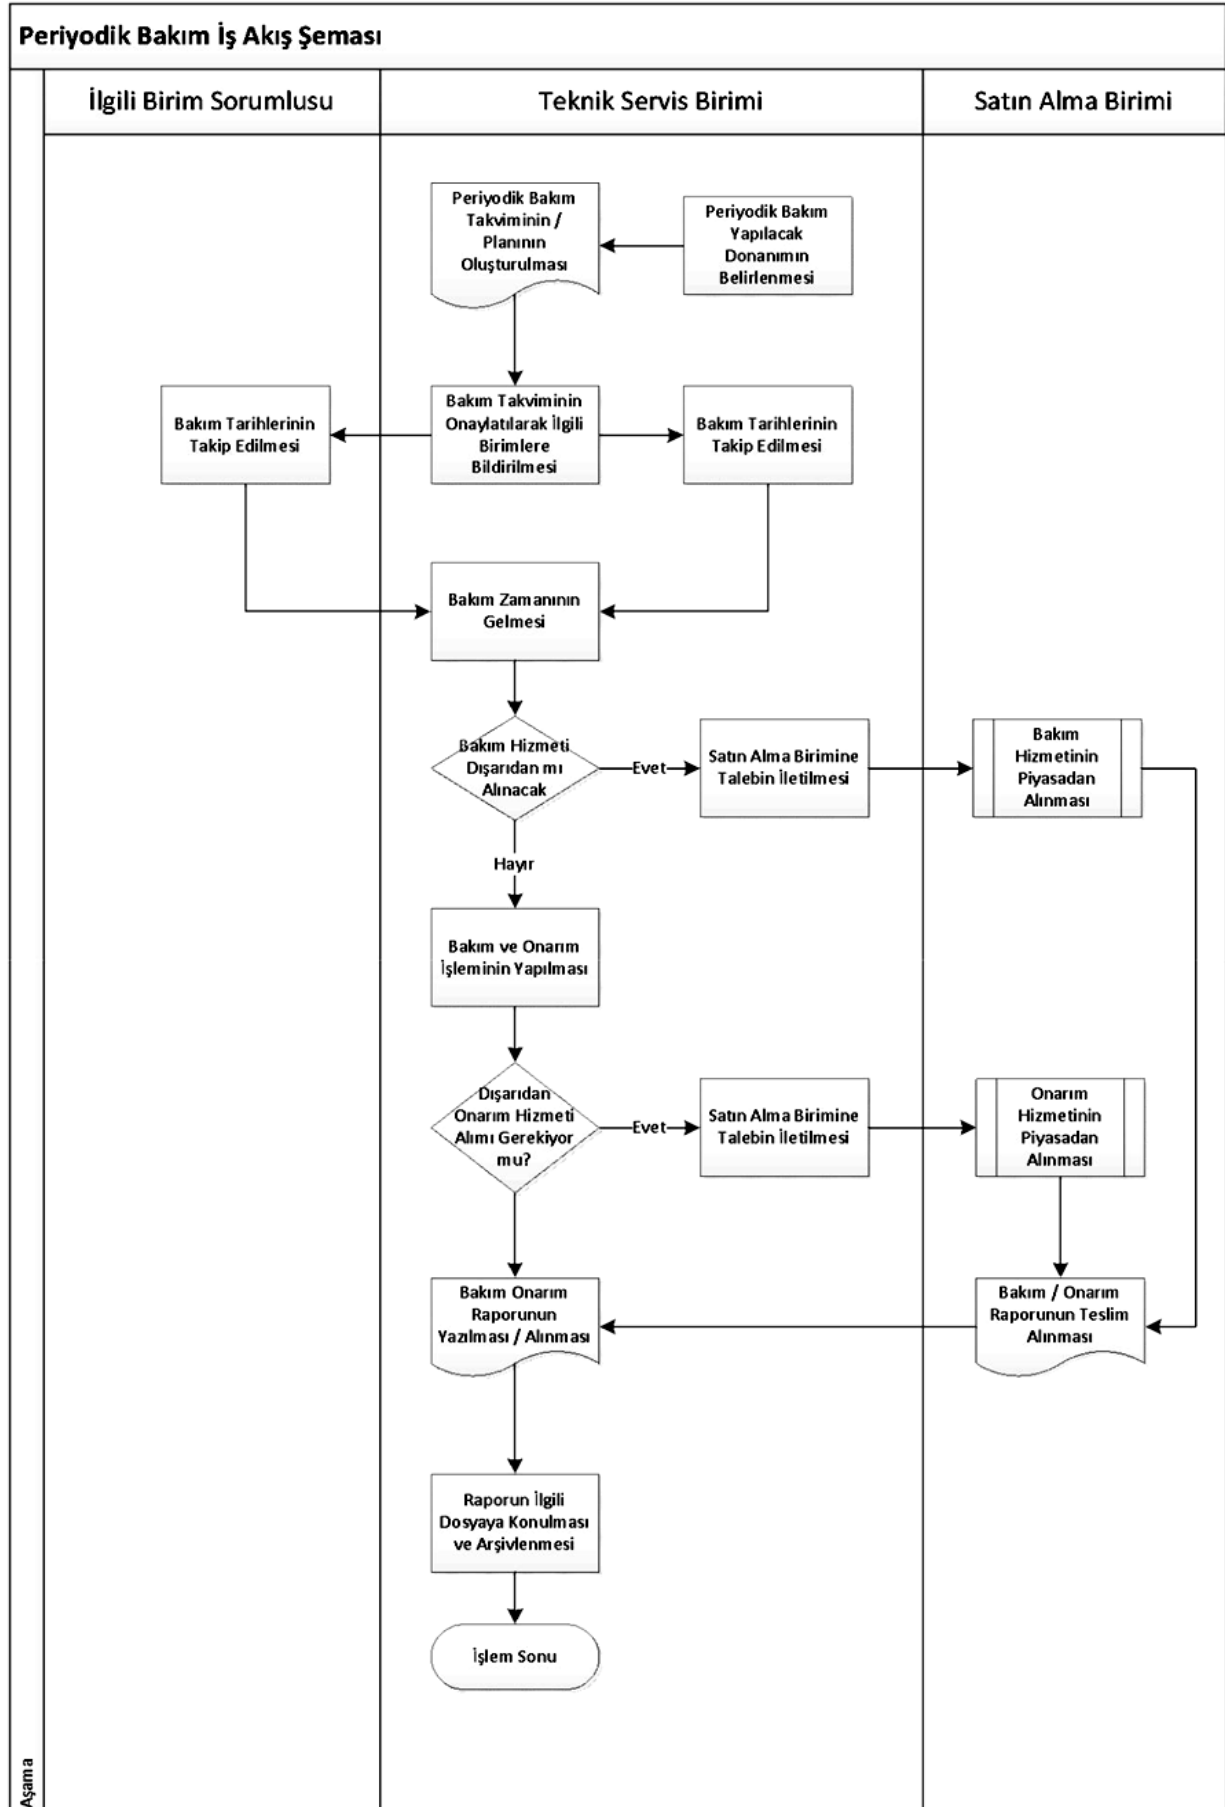 Periyodik Bakım İş Akış Şeması
İlgili Birim Sorumlusu
Teknik Servis Birimi
Satın Alma Birimi
Periyodik Bakım
Takviminin /
Planının
Oluşturulması
Periyodik Bakım
Yapılacak
Donanımın
Belirlenmesi
Bakım Tarihlerinin
Takip Edilmesi
Bakım Takviminin
Onaylatılarak İlgili
Birimlere
Bildirilmesi
Bakım Tarihlerinin
Takip Edilmesi
Bakım Zamanının
Gelmesi
Bakım Hizmeti
Dışarıdan mı
Alınacak
Evet
Satın Alma Birimine
Talebin İletilmesi
Bakım
Hizmetinin
Piyasadan
Alınması
Hayır
Bakım ve Onarım
İşleminin Yapılması
Dışarıdan
Onarım Hizmeti
Alımı Gerekiyor
mu?
Evet
Satın Alma Birimine
Talebin İletilmesi
Onarım
Hizmetinin
Piyasadan
Alınması
Bakım Onarım
Raporunun
Yazılması / Alınması
Bakım / Onarım
Raporunun Teslim
Alınması
Raporun İlgili
Dosyaya Konulması
ve Arşivlenmesi
İşlem Sonu
Aşama